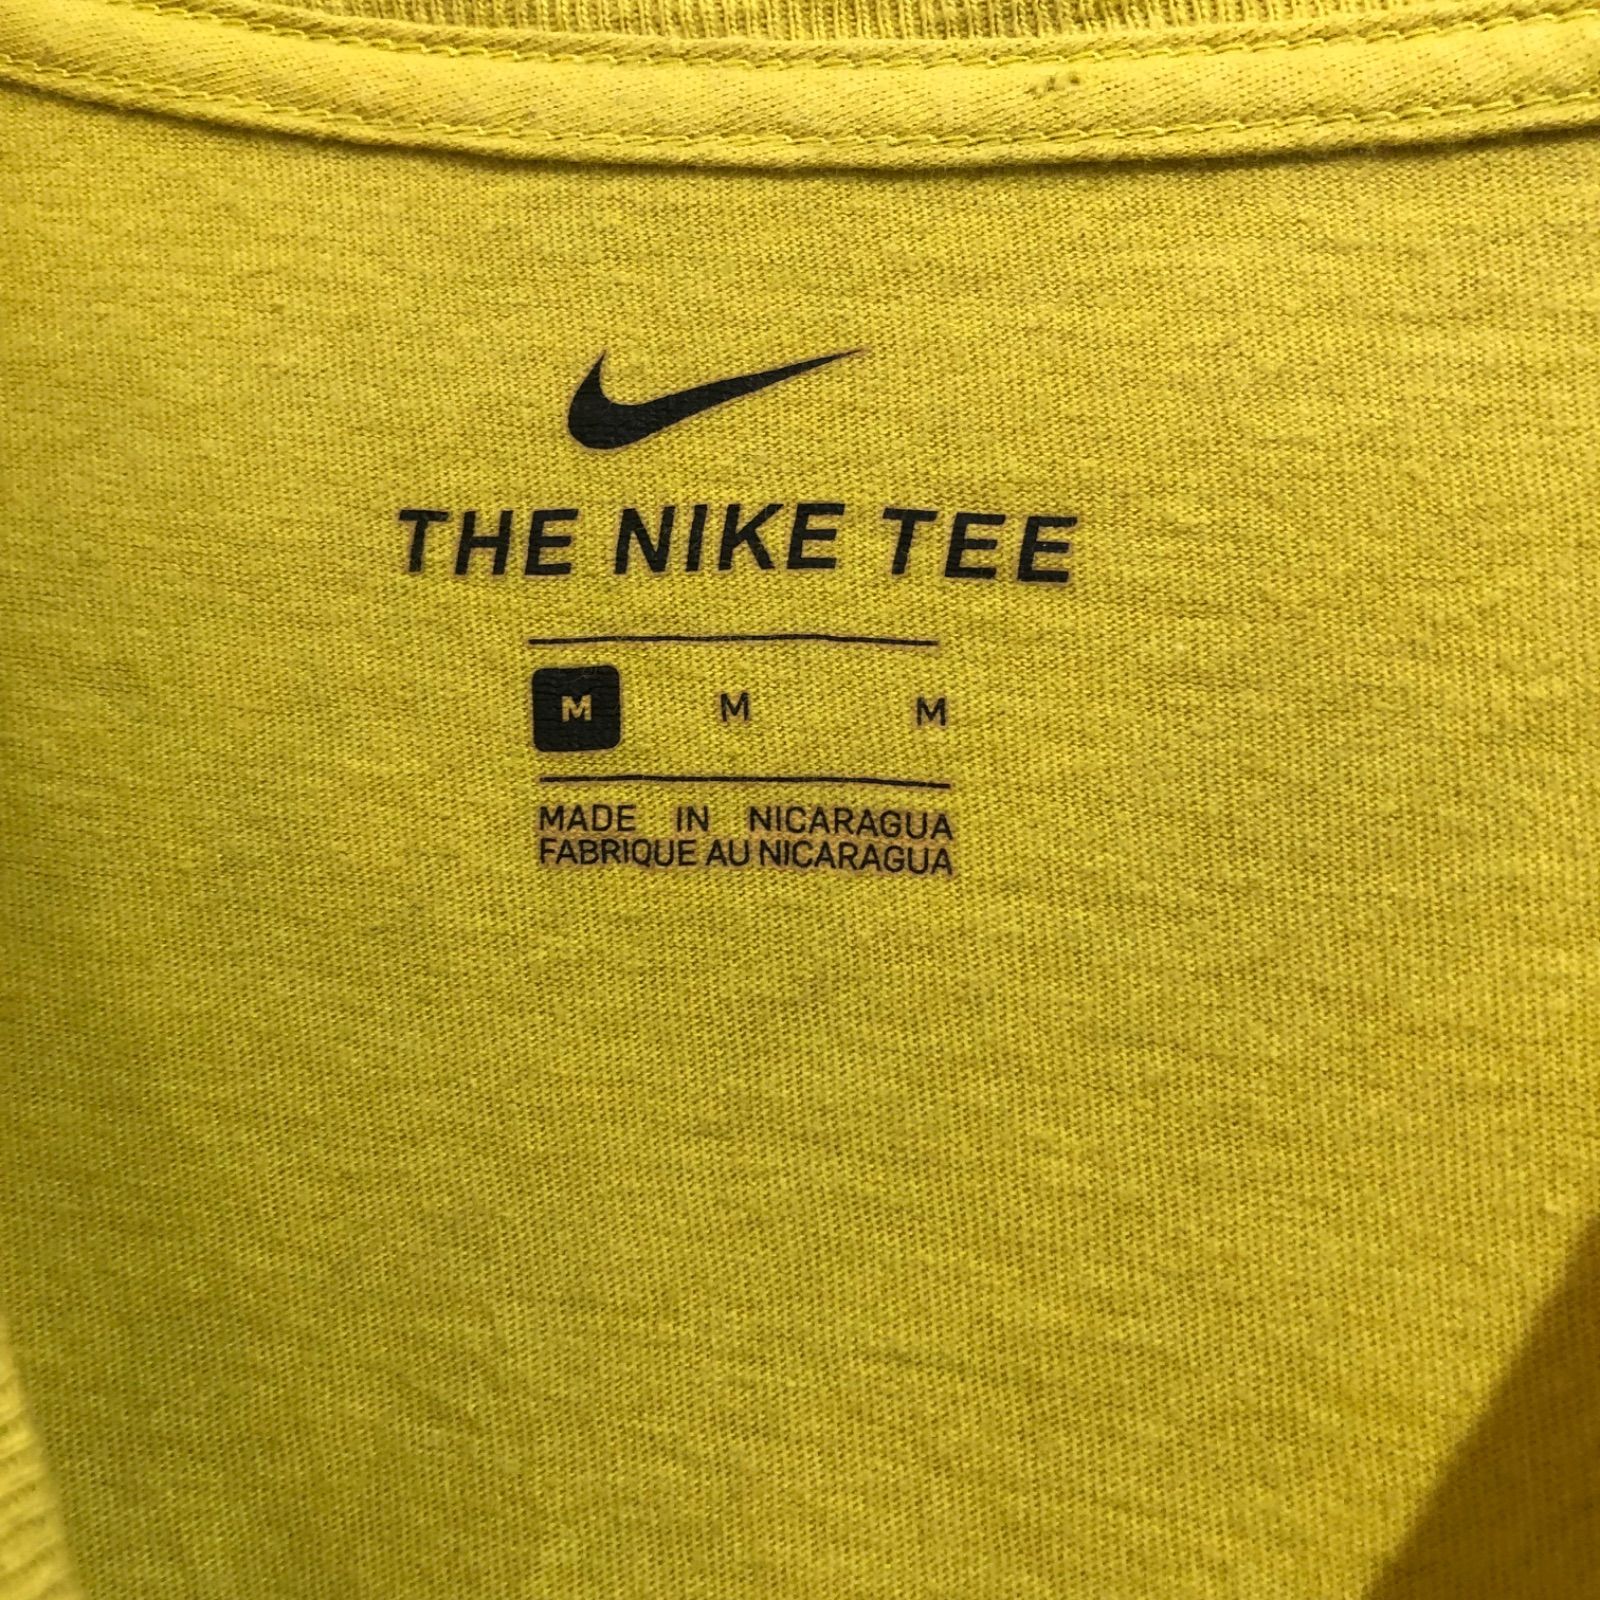 THE NIKE TEE
M M M
MADE IN NICARAGUA
FABRIQUE AU NICARAGUA